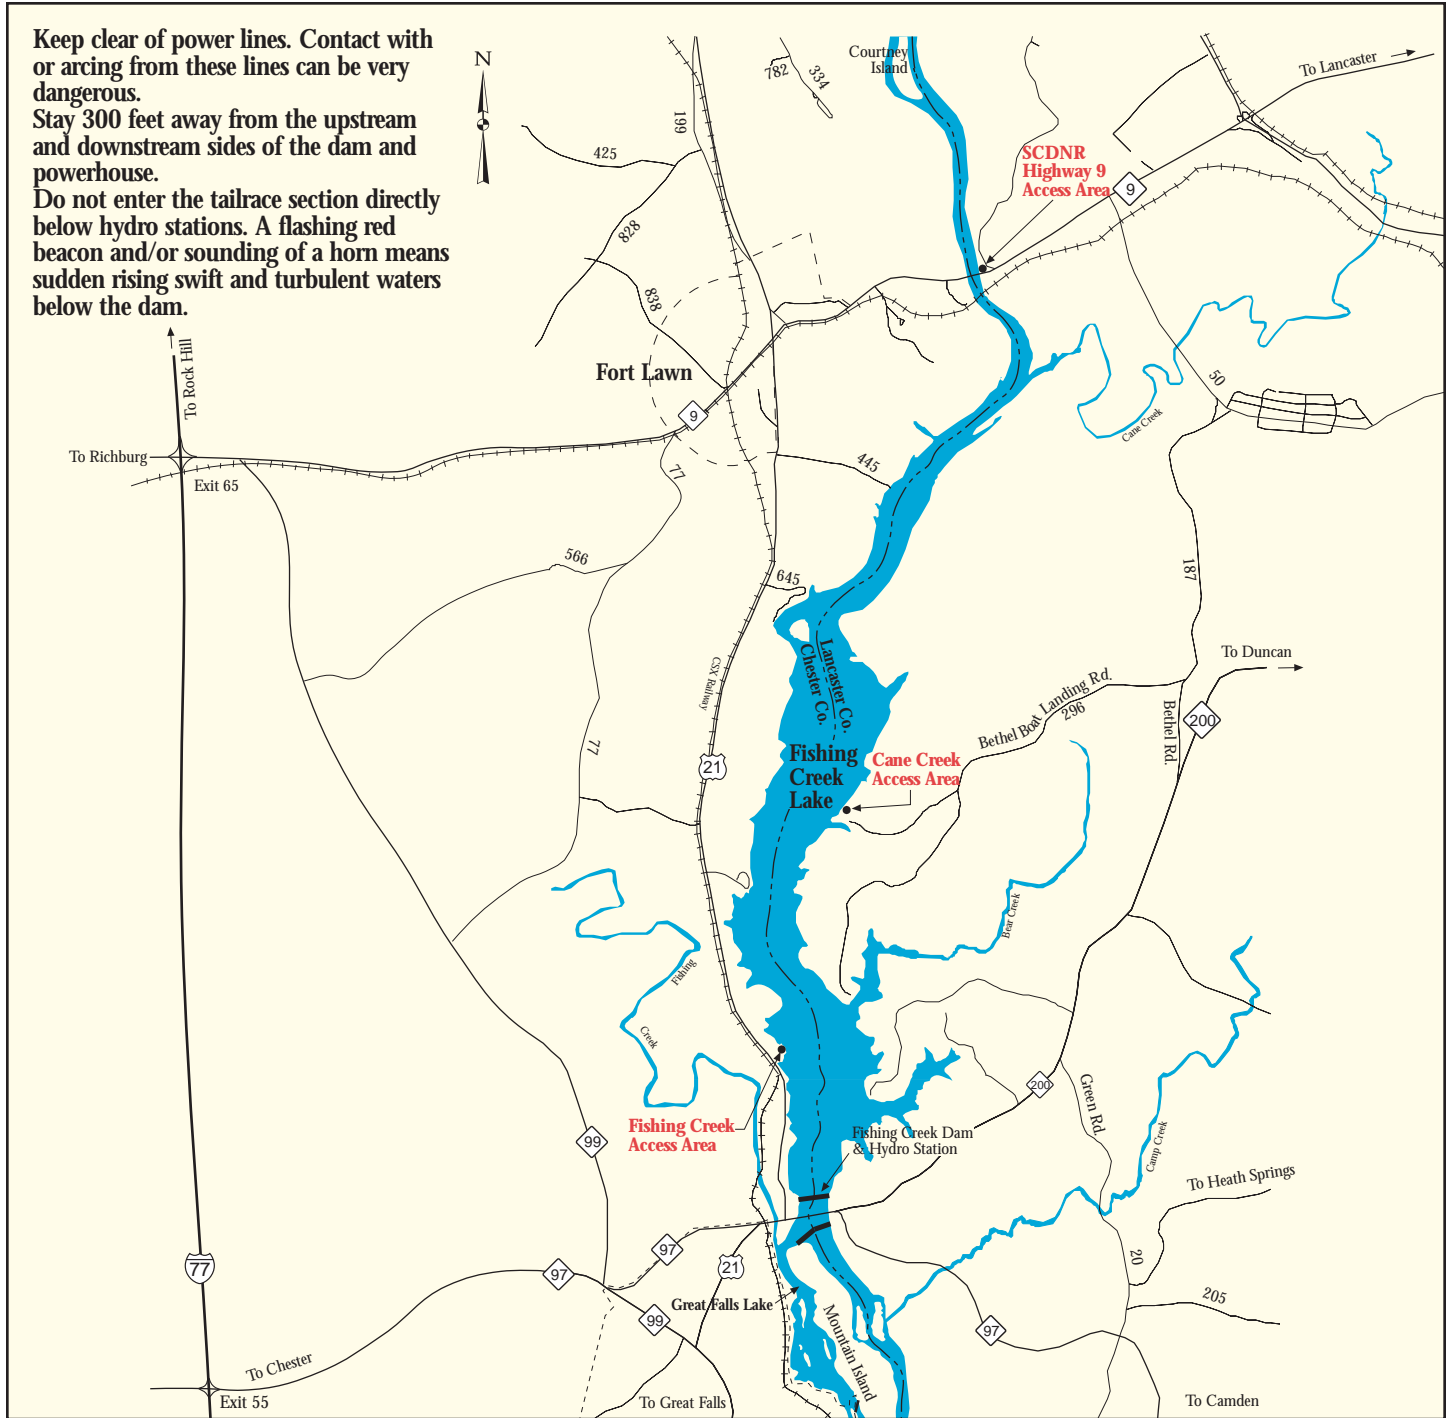 Keep clear of power lines. Contact with
or arcing from these lines can be very
dangerous.
Stay 300 feet away from the upstream
and downstream sides of the dam and
powerhouse.
Do not enter the tailrace section directly
below hydro stations. A flashing red
beacon and/or sounding of a horn means
sudden rising swift and turbulent waters
below the dam.
N
Courtney
Island
782
334
199
425
828
838
To Lancaster
SCDNR
Highway 9
Access Area
9
To Rock Hill
Fort Lawn
9
50
Cane Creek
To Richburg
Exit 65
77
445
566
645
187
CSX Railway
Lancaster Co.
Chester Co.
To Duncan
Bethel Boat Landing Rd.
296
Bethel Rd.
200
77
21
Fishing
Creek
Lake
Cane Creek
Access Area
Bear Creek
Fishing
Creek
200
Green Rd.
Fishing Creek
Access Area
99
Fishing Creek Dam
& Hydro Station
Camp Creek
To Heath Springs
97
97
21
77
20
205
Great Falls Lake
99
Mountain Island
97
To Chester
Exit 55
To Great Falls
To Camden